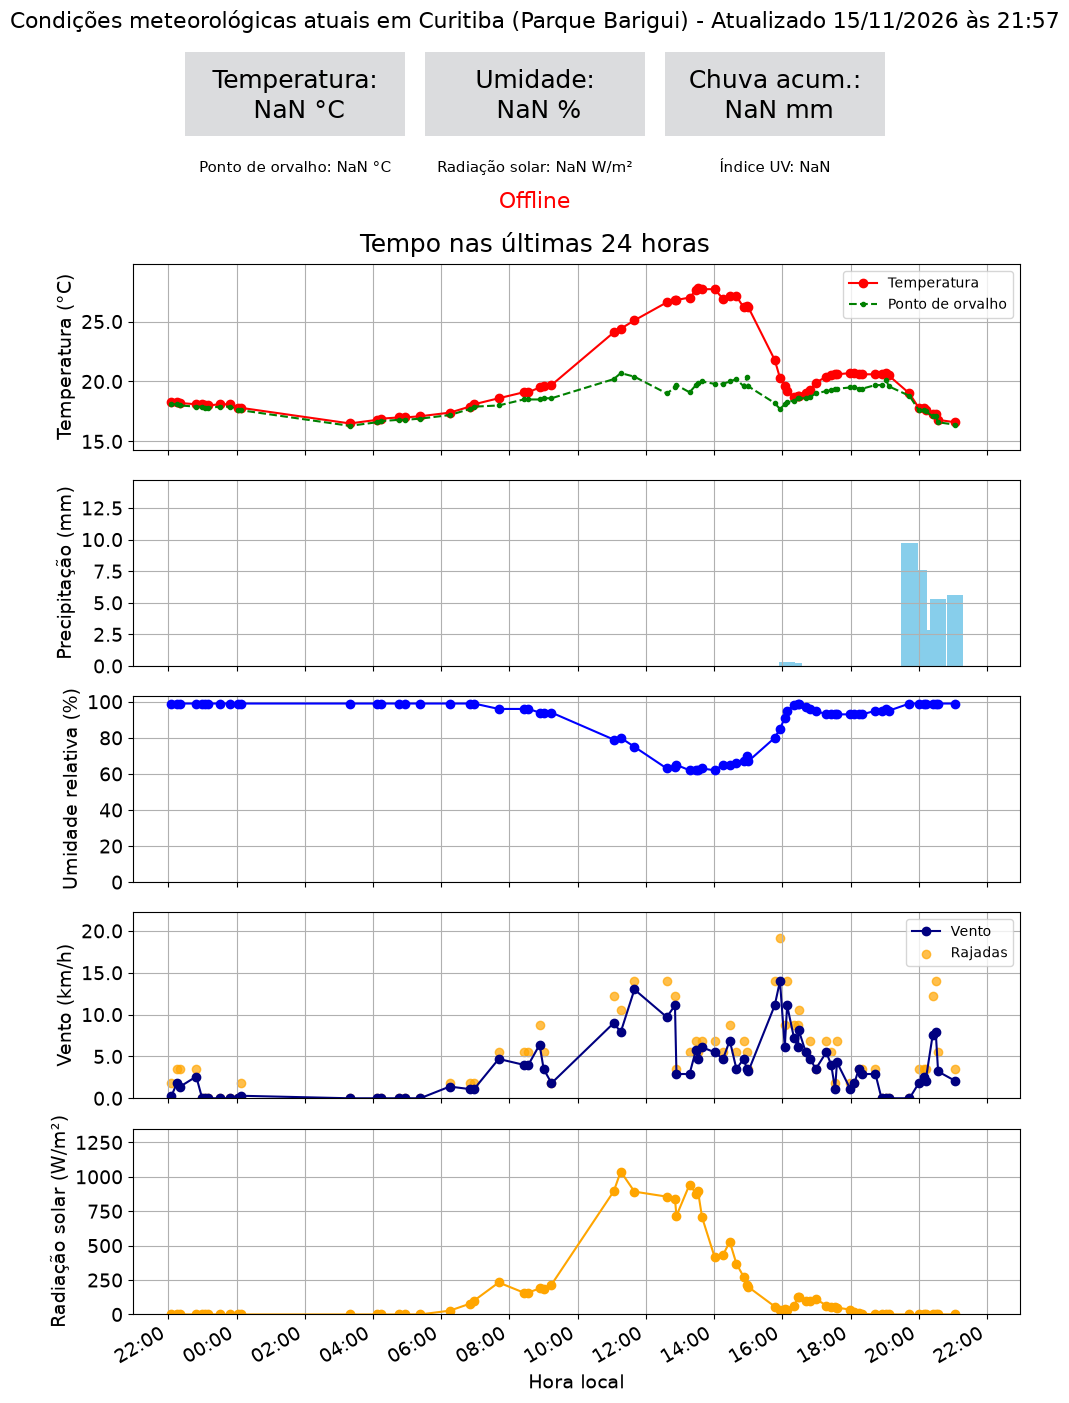 Condições meteorológicas atuais em Curitiba (Parque Barigui) - Atualizado 15/11/2026 às 21:57
Temperatura:
NaN °C
Umidade:
NaN %
Chuva acum.:
NaN mm
Ponto de orvalho: NaN °C
Radiação solar: NaN W/m²
Índice UV: NaN
Offline
Tempo nas últimas 24 horas
Temperatura (°C)
25.0
20.0
15.0
Temperatura
Ponto de orvalho
Precipitação (mm)
12.5
10.0
7.5
5.0
2.5
0.0
Umidade relativa (%)
100
80
60
40
20
0
Vento (km/h)
20.0
15.0
10.0
5.0
0.0
Vento
Rajadas
Radiação solar (W/m²)
1250
1000
750
500
250
0
22:00 00:00 02:00 04:00 06:00 08:00 10:00 12:00 14:00 16:00 18:00 20:00 22:00
Hora local